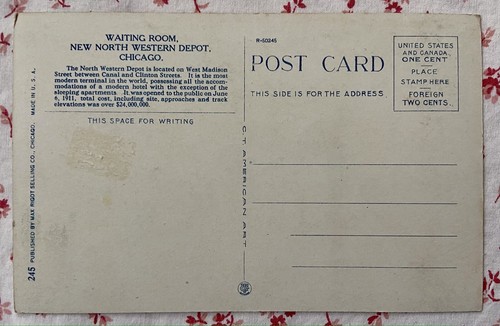 WAITING ROOM,
NEW NORTH WESTERN DEPOT,
CHICAGO.
The North Western Depot is located on West Madison
Street between Canal and Clinton Streets. It is the most
modern terminal in the world, possessing all the accom-
modations of a modern hotel with the exception of the
sleeping apartments. It was opened to the public on June
6, 1911, total cost, including site, approaches and track
elevations was over $24,000,000.
THIS SPACE FOR WRITING
245 PUBLISHED BY MAX RIGOT SELLING CO., CHICAGO. MADE IN U. S. A.
C. T. AMERICAN ART
R-50245
POST CARD
THIS SIDE IS FOR THE ADDRESS.
UNITED STATES
AND CANADA
ONE CENT
PLACE
STAMP HERE
FOREIGN
TWO CENTS.